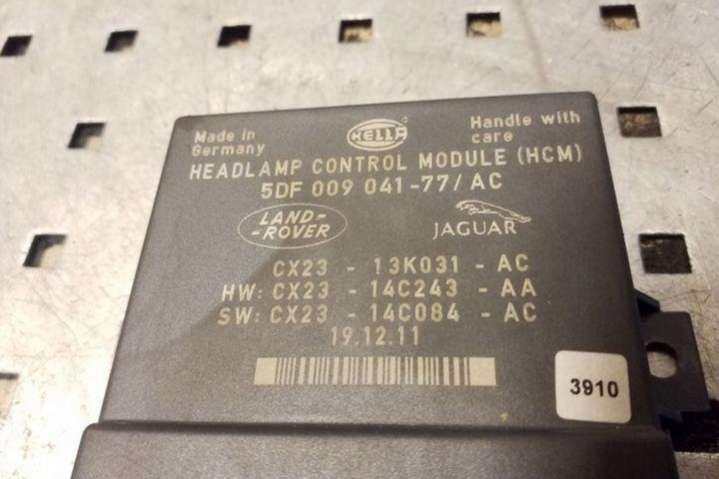 Made in
Germany
HELLA
Handle with
care
HEADLAMP CONTROL MODULE (HCM)
5DF 009 041-77/AC
LAND-
-ROVER
JAGUAR
CX23 - 13K031 - AC
HW: CX23 - 14C243 - AA
SW: CX23 - 14C084 - AC
19.12.11
3910